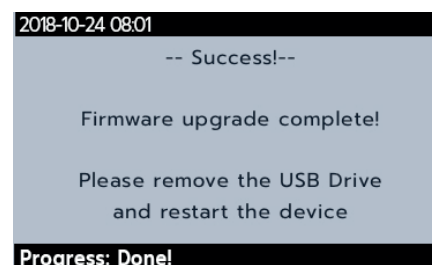 2018-10-24 08:01
-- Success!--
Firmware upgrade complete!
Please remove the USB Drive
and restart the device
Progress: Done!